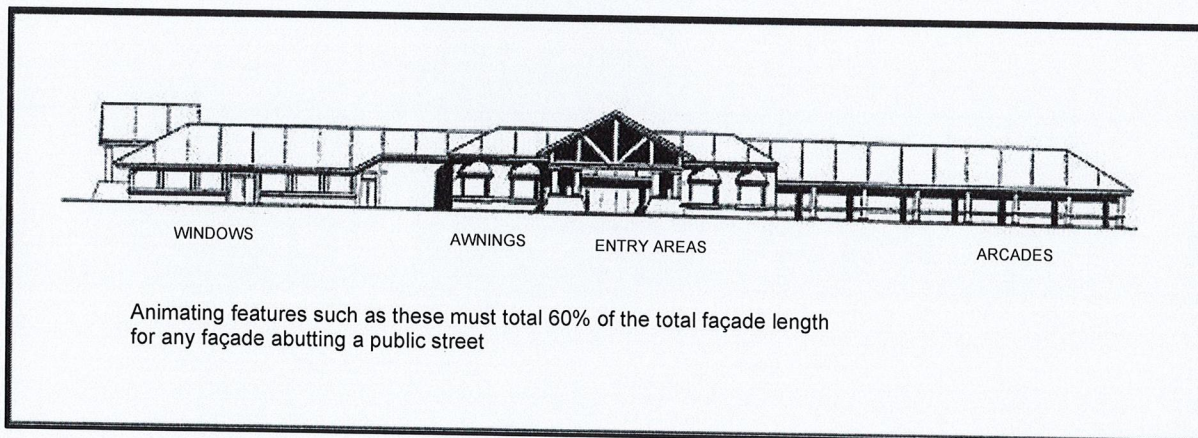 WINDOWS
AWNINGS
ENTRY AREAS
ARCADES
Animating features such as these must total 60% of the total façade length
for any façade abutting a public street